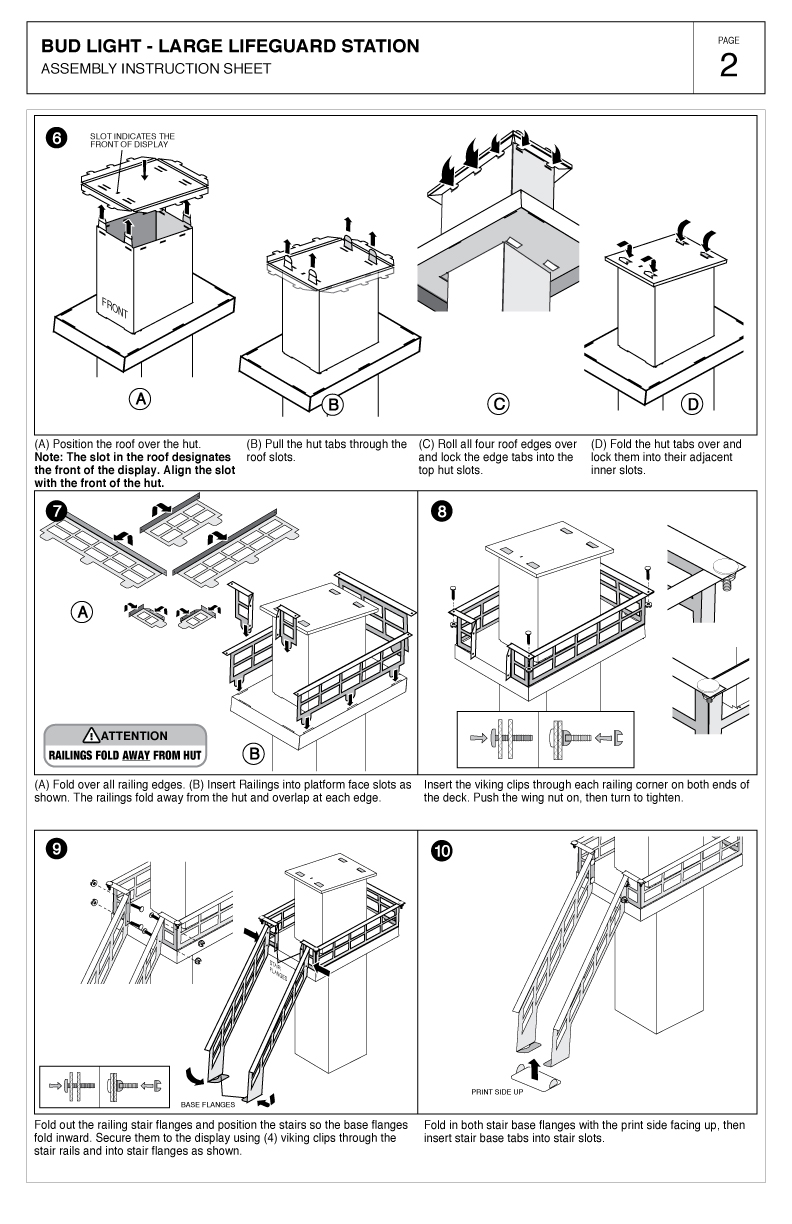 BUD LIGHT - LARGE LIFEGUARD STATION
ASSEMBLY INSTRUCTION SHEET
PAGE
2
6
SLOT INDICATES THE
FRONT OF DISPLAY
FRONT
A
B
C
D
(A) Position the roof over the hut.
Note: The slot in the roof designates
the front of the display. Align the slot
with the front of the hut.
(B) Pull the hut tabs through the
roof slots.
(C) Roll all four roof edges over
and lock the edge tabs into the
top hut slots.
(D) Fold the hut tabs over and
lock them into their adjacent
inner slots.
7
A
ATTENTION
RAILINGS FOLD AWAY FROM HUT
B
(A) Fold over all railing edges. (B) Insert Railings into platform face slots as
shown. The railings fold away from the hut and overlap at each edge.
8
Insert the viking clips through each railing corner on both ends of
the deck. Push the wing nut on, then turn to tighten.
9
STAIR
FLANGES
BASE FLANGES
Fold out the railing stair flanges and position the stairs so the base flanges
fold inward. Secure them to the display using (4) viking clips through the
stair rails and into stair flanges as shown.
10
PRINT SIDE UP
Fold in both stair base flanges with the print side facing up, then
insert stair base tabs into stair slots.